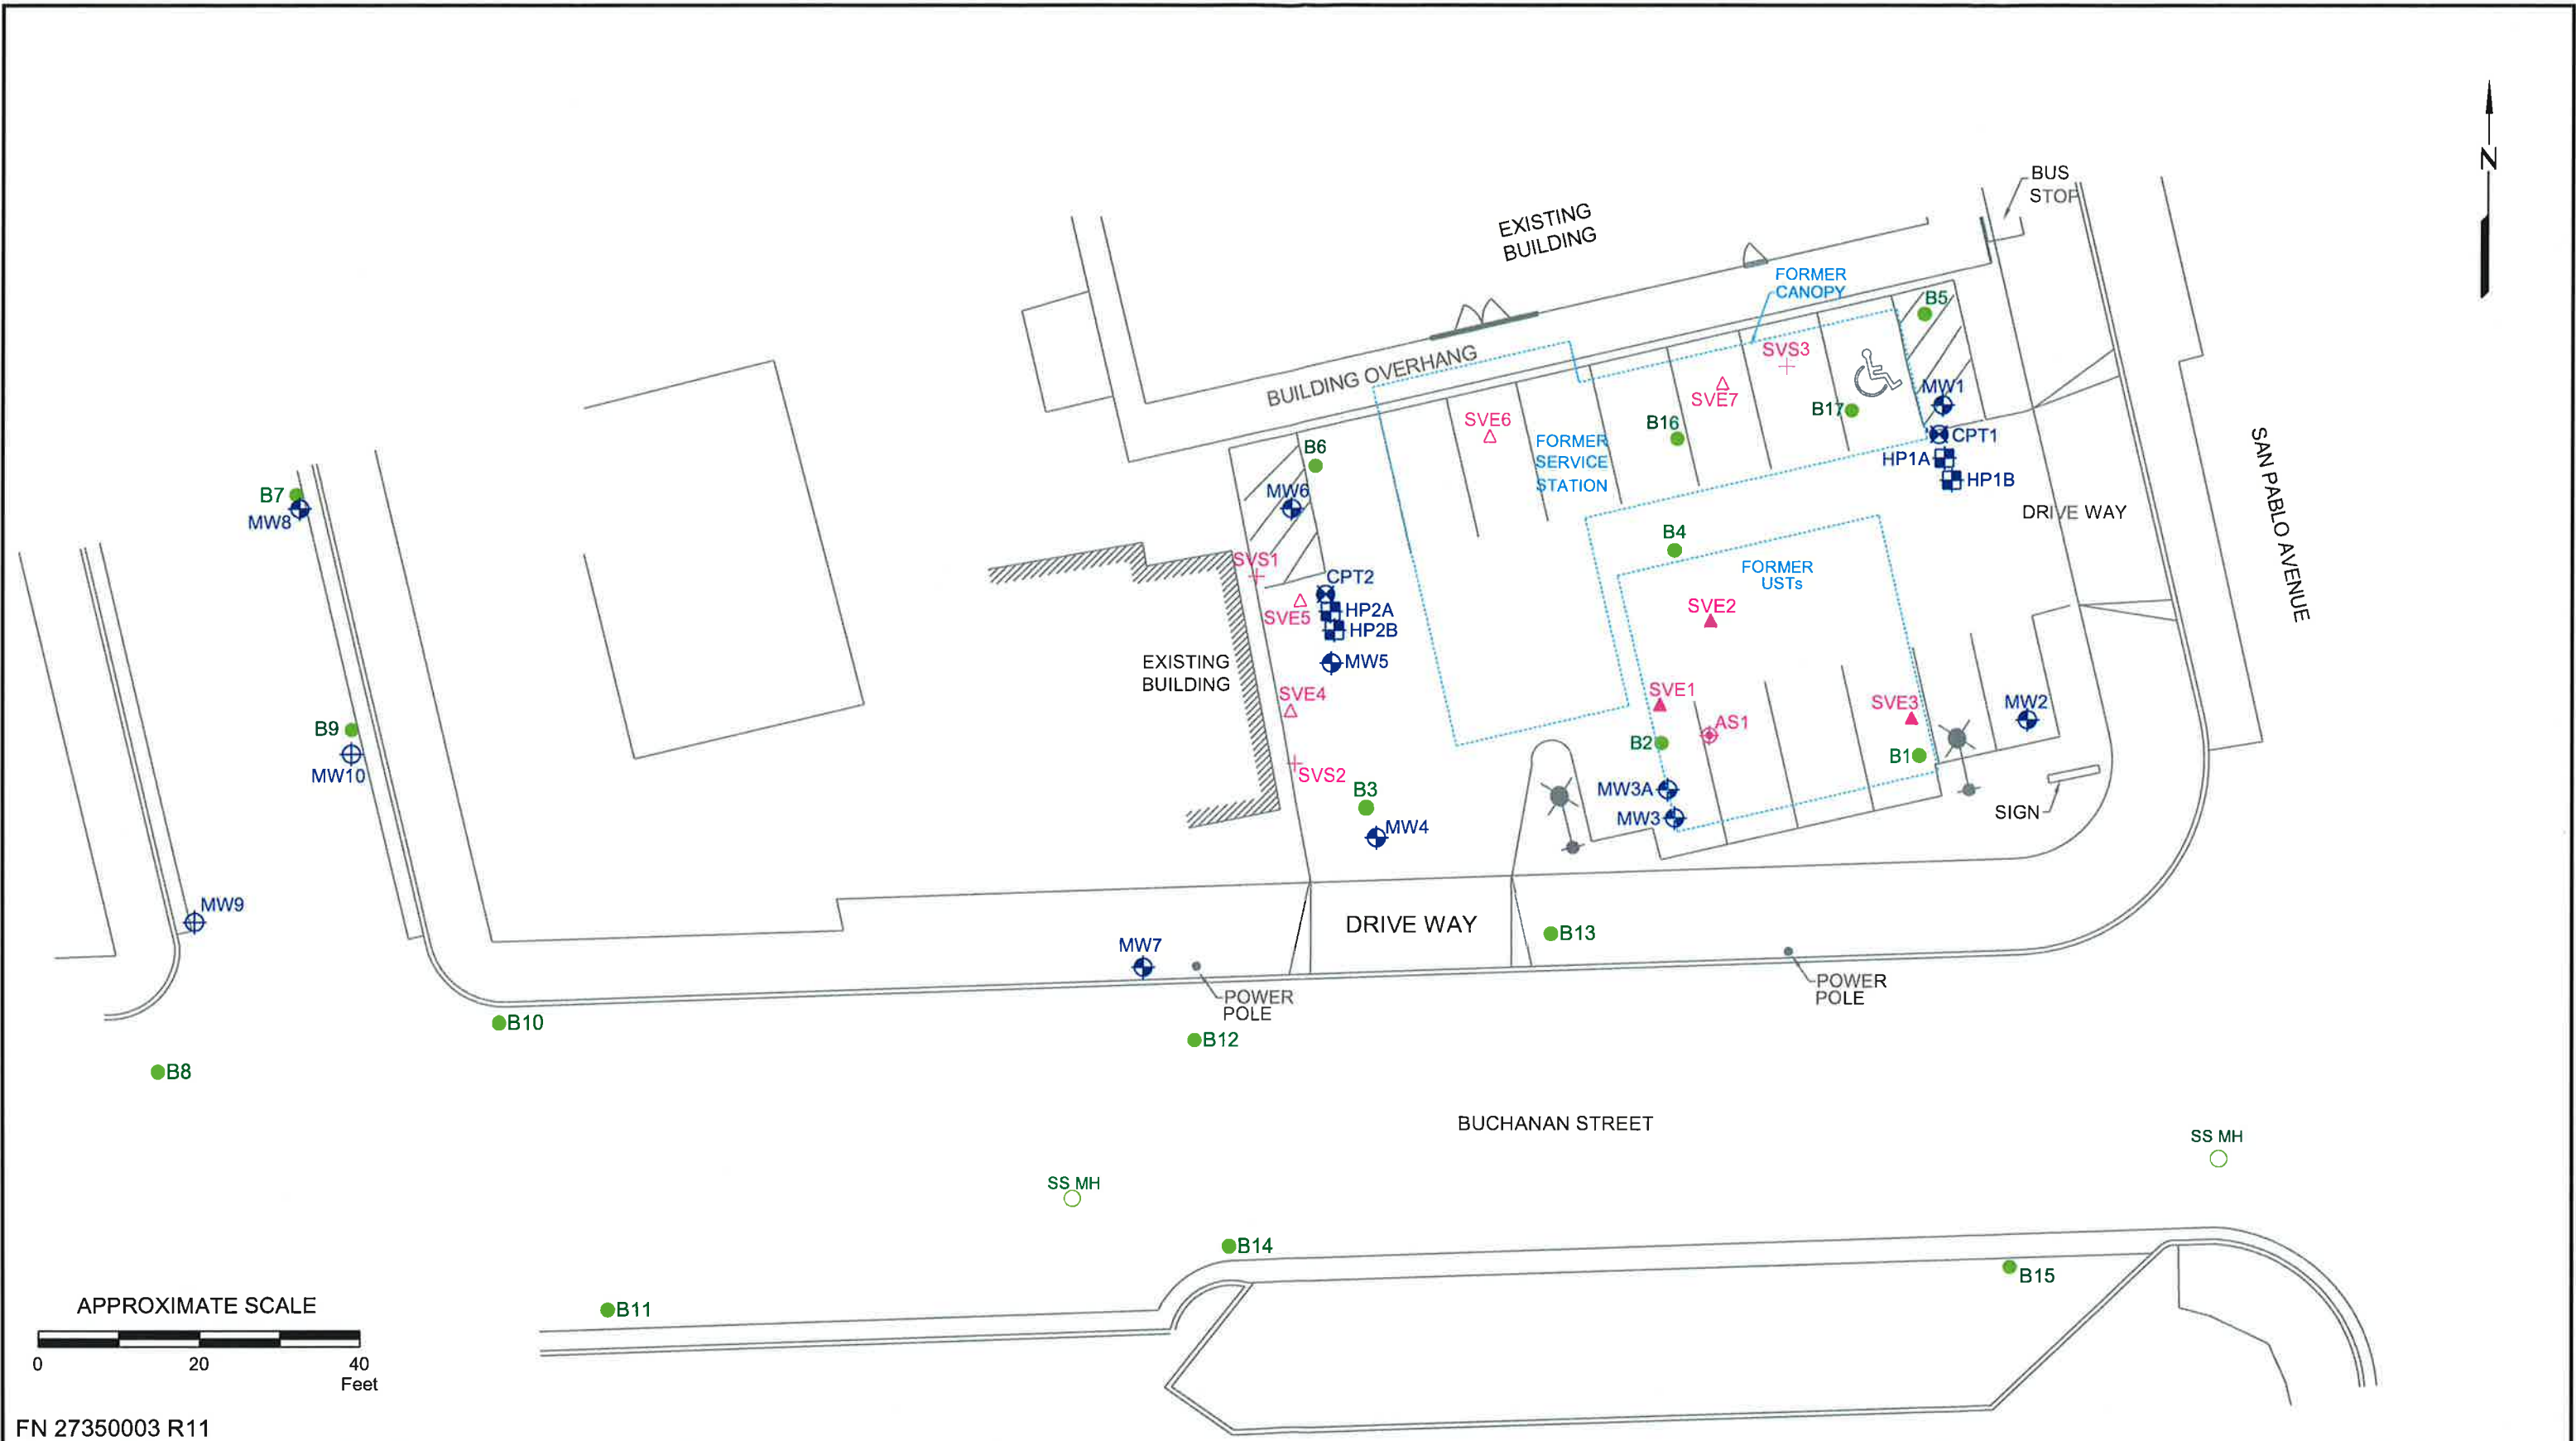 BUS
STOP
N
EXISTING
BUILDING
FORMER
CANOPY
B5
SVS3
BUILDING OVERHANG
SVE7
MW1
SVE6
B17
B16
CPT1
FORMER
SERVICE
STATION
B6
HP1A
HP1B
MW6
B7
MW8
DRIVE WAY
SAN PABLO AVENUE
B4
SVS1
CPT2
FORMER
USTs
HP2A
SVE5
HP2B
SVE2
EXISTING
BUILDING
MW5
SVE4
SVE1
SVE3
MW2
AS1
B9
B2
B1
MW10
SVS2
B3
MW3A
MW3
SIGN
MW4
MW9
DRIVE WAY
B13
MW7
POWER
POLE
POWER
POLE
B10
B12
B8
BUCHANAN STREET
SS MH
SS MH
B14
B15
B11
APPROXIMATE SCALE
0 20 40
Feet
FN 27350003 R11